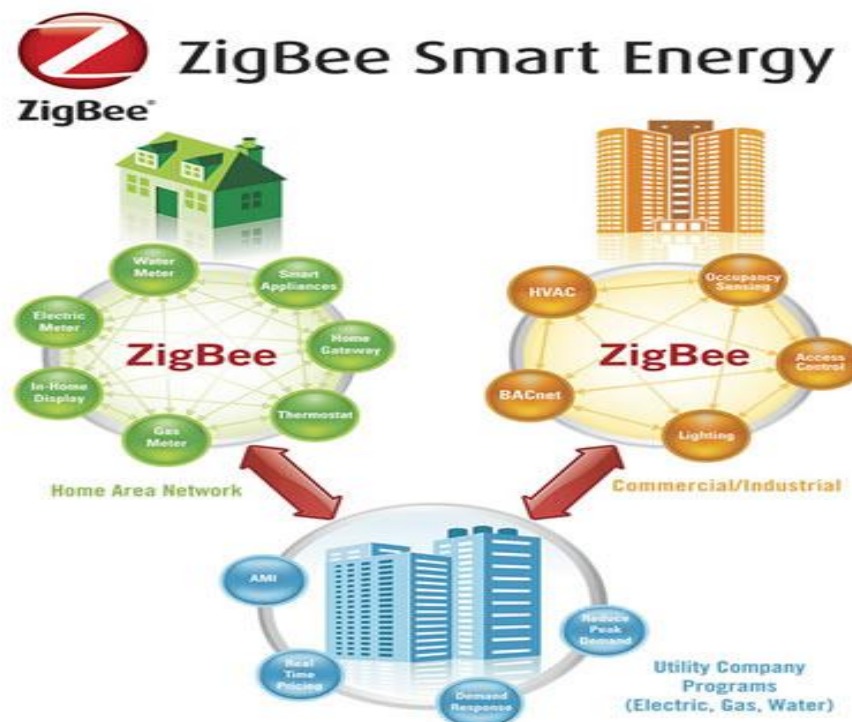 ZigBee Smart Energy
ZigBee®
Water
Meter
Smart
Appliances
Electric
Meter
ZigBee
Home
Gateway
In-Home
Display
Thermostat
Gas
Meter
Home Area Network
HVAC
Occupancy
Sensing
ZigBee
Access
Control
BACnet
Lighting
Commercial/Industrial
AMI
Reduce
Peak
Demand
Real
Time
Pricing
Demand
Response
Utility Company
Programs
(Electric, Gas, Water)